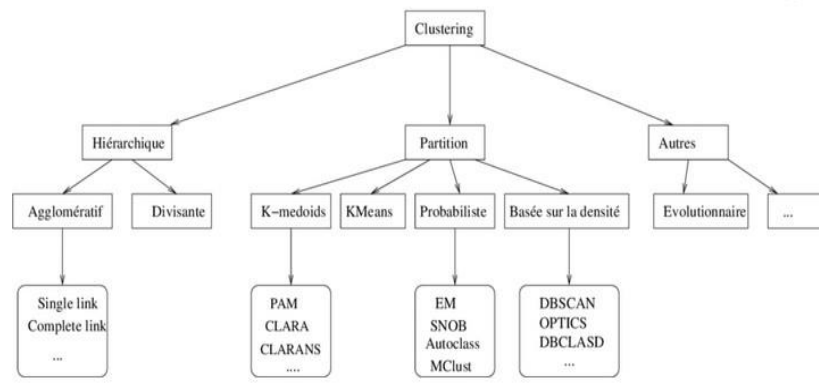 Clustering
Hiérarchique
Partition
Autres
Agglomératif
Divisante
K-medoids
KMeans
Probabiliste
Basée sur la densité
Evolutionnaire
...
Single link
Complete link
...
PAM
CLARA
CLARANS
....
EM
SNOB
Autoclass
MClust
DBSCAN
OPTICS
DBCLASD
...